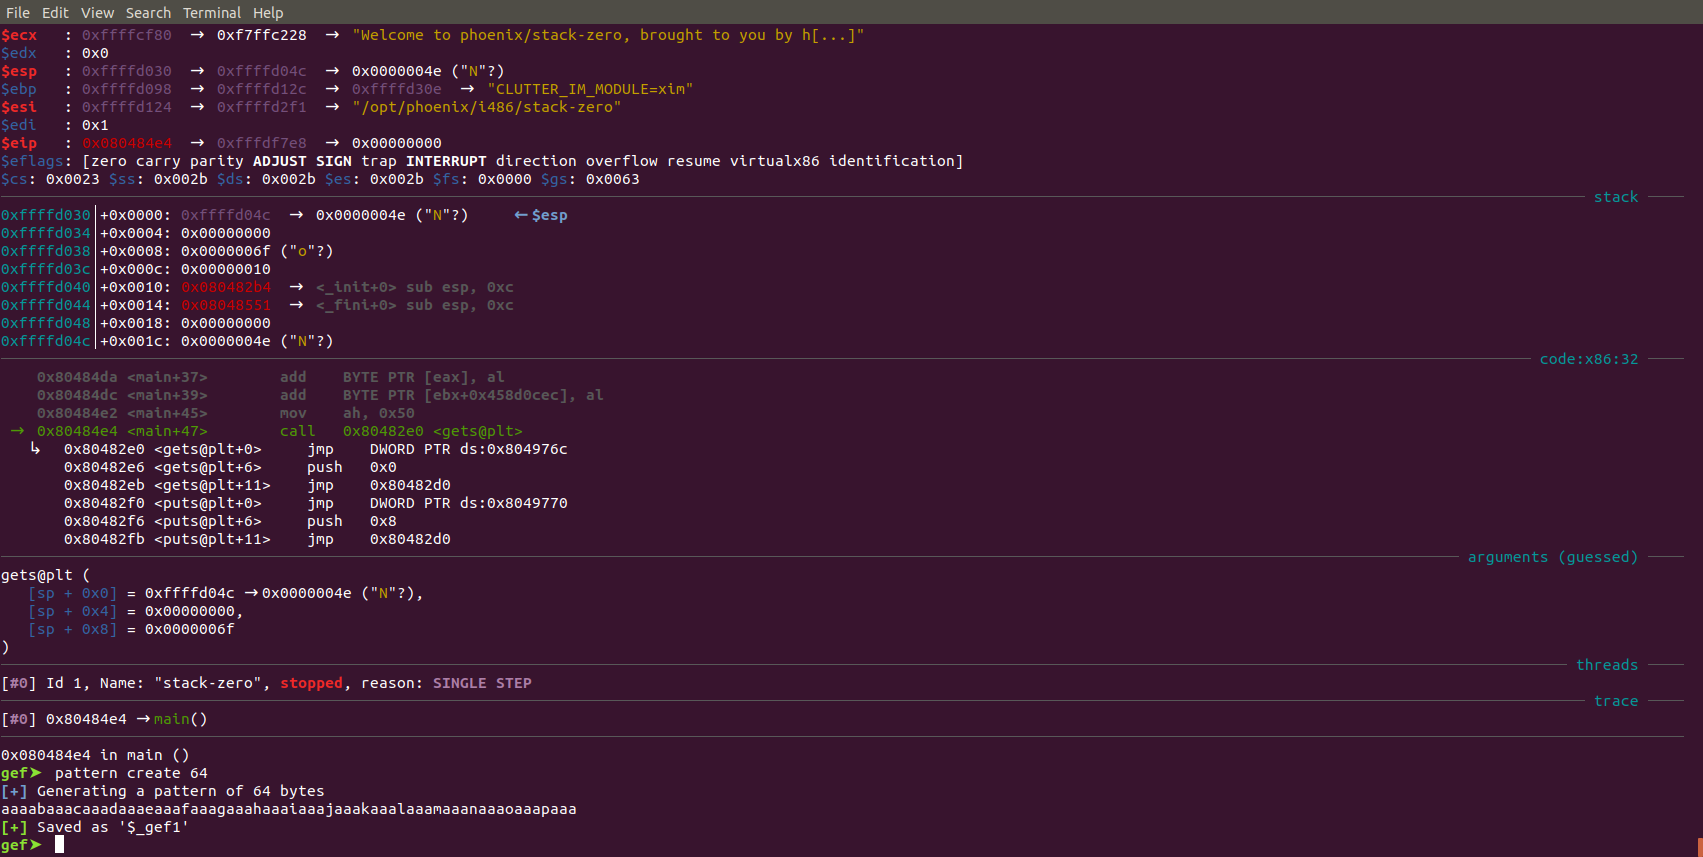 File Edit View Search Terminal Help
$ecx   : 0xffffcf80  →  0xf7ffc228  →  "Welcome to phoenix/stack-zero, brought to you by h[...]"
$edx   : 0x0
$esp   : 0xffffd030  →  0xffffd04c  →  0x0000004e ("N"?)
$ebp   : 0xffffd098  →  0xffffd12c  →  0xffffd30e  →  "CLUTTER_IM_MODULE=xim"
$esi   : 0xffffd124  →  0xffffd2f1  →  "/opt/phoenix/i486/stack-zero"
$edi   : 0x1
$eip   : 0x080484e4  →  0xfffdf7e8  →  0x00000000
$eflags: [zero carry parity ADJUST SIGN trap INTERRUPT direction overflow resume virtualx86 identification]
$cs: 0x0023 $ss: 0x002b $ds: 0x002b $es: 0x002b $fs: 0x0000 $gs: 0x0063
stack
0xffffd030│+0x0000: 0xffffd04c  →  0x0000004e ("N"?)     ←$esp
0xffffd034│+0x0004: 0x00000000
0xffffd038│+0x0008: 0x0000006f ("o"?)
0xffffd03c│+0x000c: 0x00000010
0xffffd040│+0x0010: 0x080482b4  →  <_init+0> sub esp, 0xc
0xffffd044│+0x0014: 0x08048551  →  <_fini+0> sub esp, 0xc
0xffffd048│+0x0018: 0x00000000
0xffffd04c│+0x001c: 0x0000004e ("N"?)
code:x86:32
0x80484da <main+37>        add    BYTE PTR [eax], al
0x80484dc <main+39>        add    BYTE PTR [ebx+0x458d0cec], al
0x80484e2 <main+45>        mov    ah, 0x50
→ 0x80484e4 <main+47>        call   0x80482e0 <gets@plt>
↳   0x80482e0 <gets@plt+0>     jmp    DWORD PTR ds:0x804976c
0x80482e6 <gets@plt+6>     push   0x0
0x80482eb <gets@plt+11>    jmp    0x80482d0
0x80482f0 <puts@plt+0>     jmp    DWORD PTR ds:0x8049770
0x80482f6 <puts@plt+6>     push   0x8
0x80482fb <puts@plt+11>    jmp    0x80482d0
arguments (guessed)
gets@plt (
[sp + 0x0] = 0xffffd04c →0x0000004e ("N"?),
[sp + 0x4] = 0x00000000,
[sp + 0x8] = 0x0000006f
)
threads
[#0] Id 1, Name: "stack-zero", stopped, reason: SINGLE STEP
trace
[#0] 0x80484e4 →main()
0x080484e4 in main ()
gef➤  pattern create 64
[+] Generating a pattern of 64 bytes
aaaabaaacaaadaaaeaaafaaagaaahaaaiaaajaaakaaalaaamaaanaaaoaaapaaa
[+] Saved as '$_gef1'
gef➤